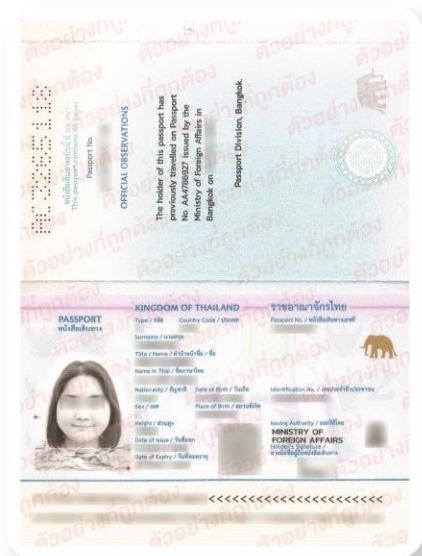 This passport contains pages
Passport No.
OFFICIAL OBSERVATIONS
The holder of this passport has
previously travelled on Passport
No. AA4786927 issued by the
Ministry of Foreign Affairs in
Bangkok on
Passport Division, Bangkok.
PASSPORT
หนังสือเดินทาง
KINGDOM OF THAILAND
ราชอาณาจักรไทย
Type / ชนิด Country Code / ประเทศ Passport No. / หนังสือเดินทางเลขที่
Surname / นามสกุล
Title / Name / คำนำหน้าชื่อ / ชื่อ
Name in Thai / ชื่อภาษาไทย
Nationality / สัญชาติ Date of Birth / วันเกิด Identification No. / เลขประจำตัวประชาชน
Sex / เพศ Place of Birth / สถานที่เกิด
Height / ส่วนสูง Issuing Authority / ออกให้โดย
MINISTRY OF
FOREIGN AFFAIRS
Date of Issue / วันที่ออก Holder's Signature /
ลายมือชื่อผู้ถือหนังสือเดินทาง
Date of Expiry / วันที่หมดอายุ
<<<<<<<<<<<<<<<<<<<<<<<<
ตัวอย่างที่ถูกต้อง